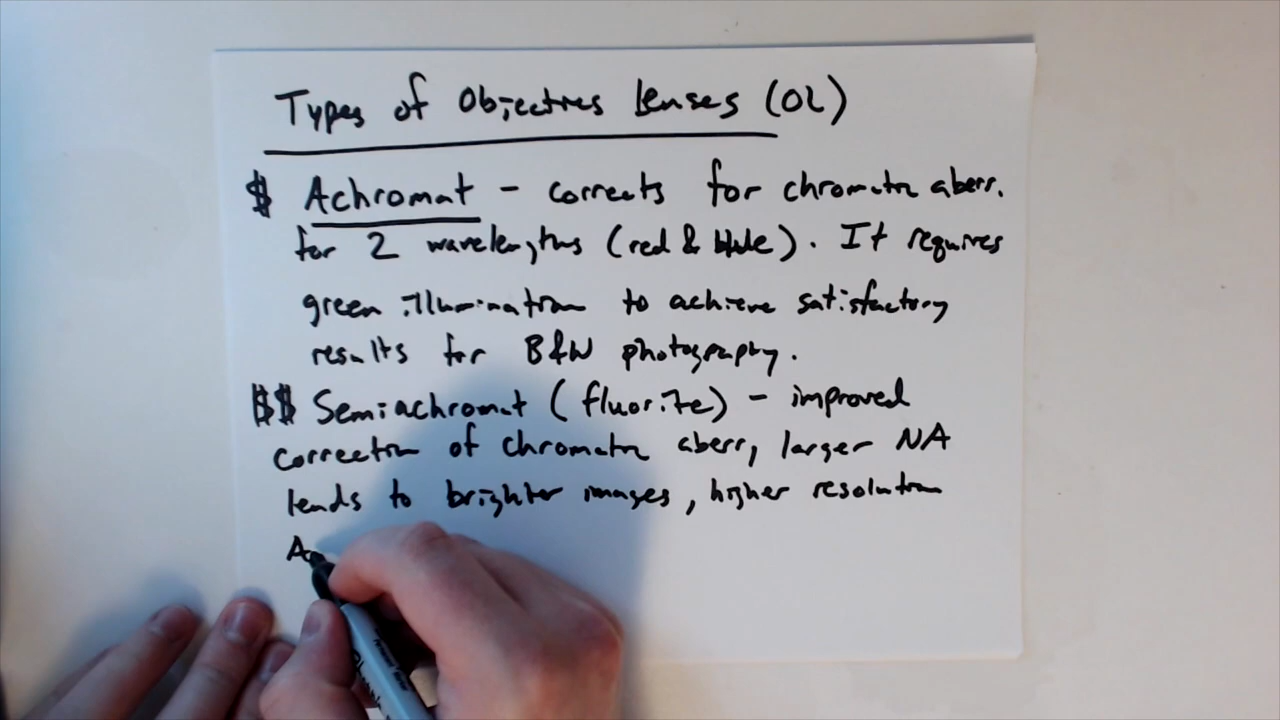 Types of Objectives lenses (OL)
$ Achromat - corrects for chromatic aberr.
for 2 wavelengths (red & blue). It requires
green illumination to achieve satisfactory
results for B&W photography.
$$ Semiachromat (fluorite) - improved
correction of chromatic aberr, larger NA
leads to brighter images, higher resolution
A